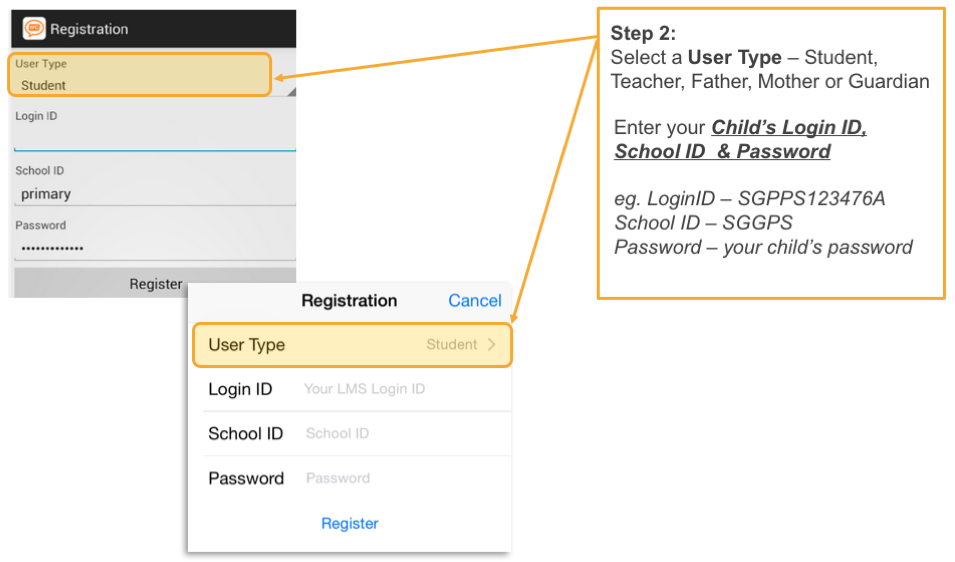 Registration
User Type
Student
Login ID
School ID
primary
Password
•••••••••••••
Register
Registration Cancel
User Type Student
Login ID Your LMS Login ID
School ID School ID
Password Password
Register
Step 2:
Select a User Type – Student,
Teacher, Father, Mother or Guardian
Enter your Child's Login ID,
School ID & Password
eg. LoginID – SGPPS123476A
School ID – SGGPS
Password – your child's password